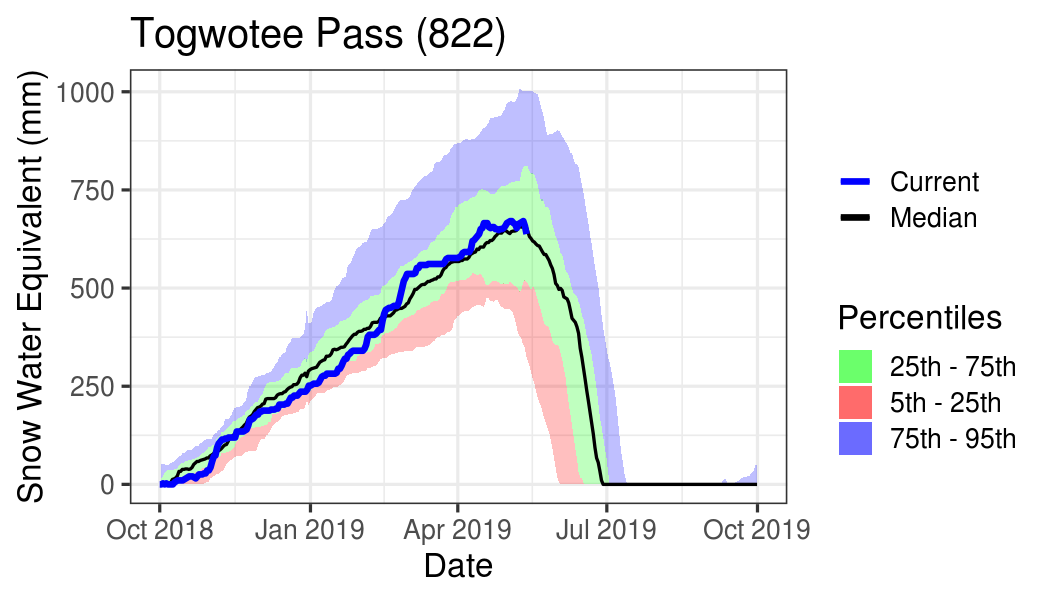 Togwotee Pass (822)
Snow Water Equivalent (mm)
1000
750
500
250
0
Oct 2018 Jan 2019 Apr 2019 Jul 2019 Oct 2019
Date
Current
Median
Percentiles
25th - 75th
5th - 25th
75th - 95th